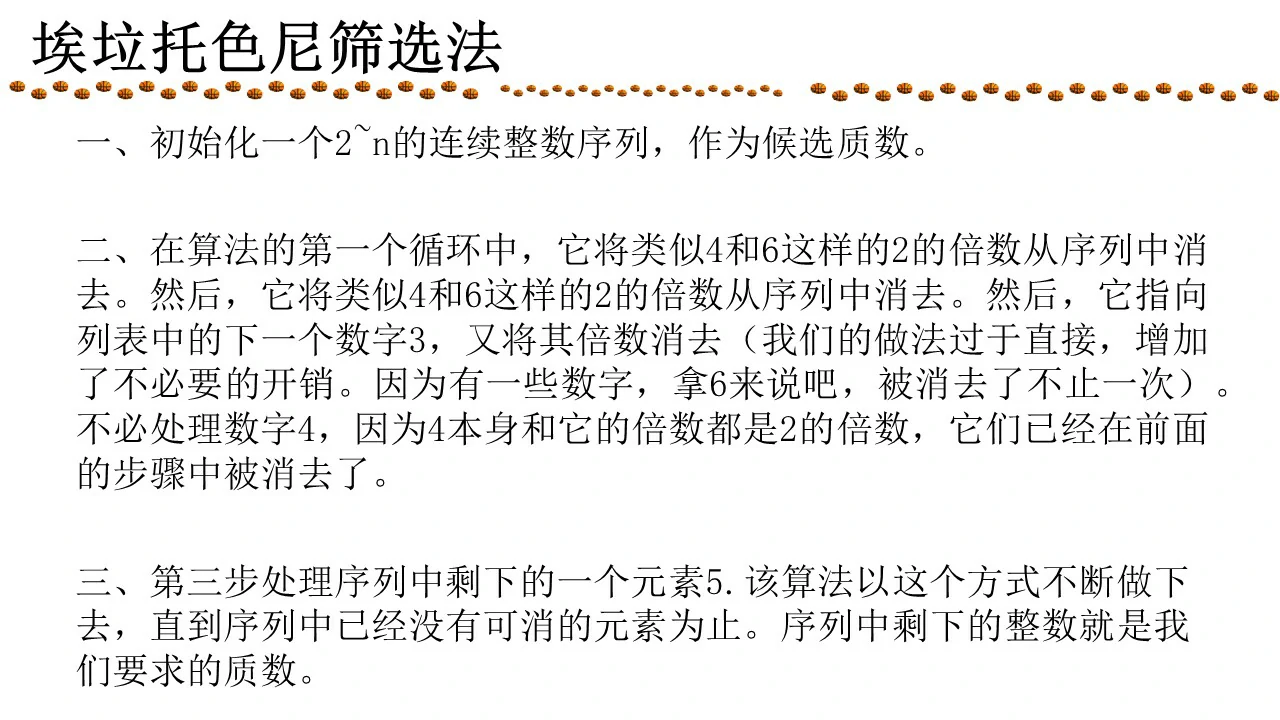 埃垃托色尼筛选法
一、初始化一个2~n的连续整数序列，作为候选质数。
二、在算法的第一个循环中，它将类似4和6这样的2的倍数从序列中消
去。然后，它将类似4和6这样的2的倍数从序列中消去。然后，它指向
列表中的下一个数字3，又将其倍数消去（我们的做法过于直接，增加
了不必要的开销。因为有一些数字，拿6来说吧，被消去了不止一次）。
不必处理数字4，因为4本身和它的倍数都是2的倍数，它们已经在前面
的步骤中被消去了。
三、第三步处理序列中剩下的一个元素5.该算法以这个方式不断做下
去，直到序列中已经没有可消的元素为止。序列中剩下的整数就是我
们要求的质数。